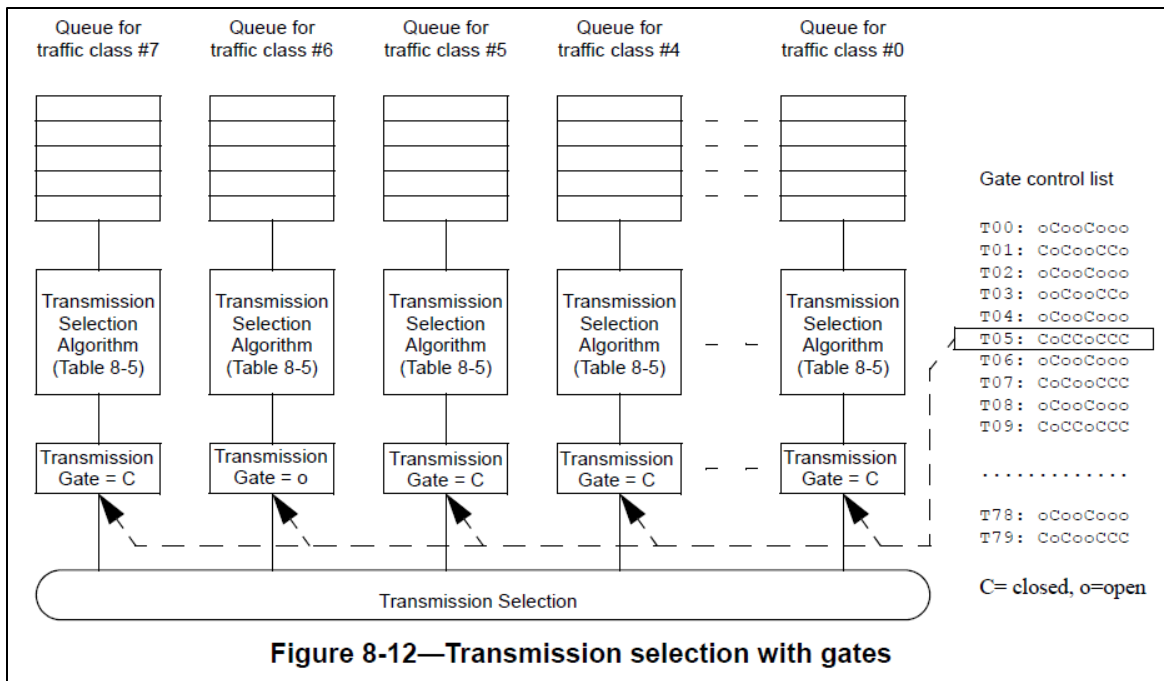 Queue for
traffic class #7
Queue for
traffic class #6
Queue for
traffic class #5
Queue for
traffic class #4
Queue for
traffic class #0
Transmission
Selection
Algorithm
(Table 8-5)
Transmission
Selection
Algorithm
(Table 8-5)
Transmission
Selection
Algorithm
(Table 8-5)
Transmission
Selection
Algorithm
(Table 8-5)
Transmission
Selection
Algorithm
(Table 8-5)
Transmission
Gate = C
Transmission
Gate = o
Transmission
Gate = C
Transmission
Gate = C
Transmission
Gate = C
Transmission Selection
Gate control list
T00: oCooCooo
T01: CoCooCCo
T02: oCooCooo
T03: ooCooCCo
T04: oCooCooo
T05: CoCCoCCC
T06: oCooCooo
T07: CoCooCCC
T08: oCooCooo
T09: CoCCoCCC
.............
T78: oCooCooo
T79: CoCooCCC
C= closed, o=open
Figure 8-12—Transmission selection with gates